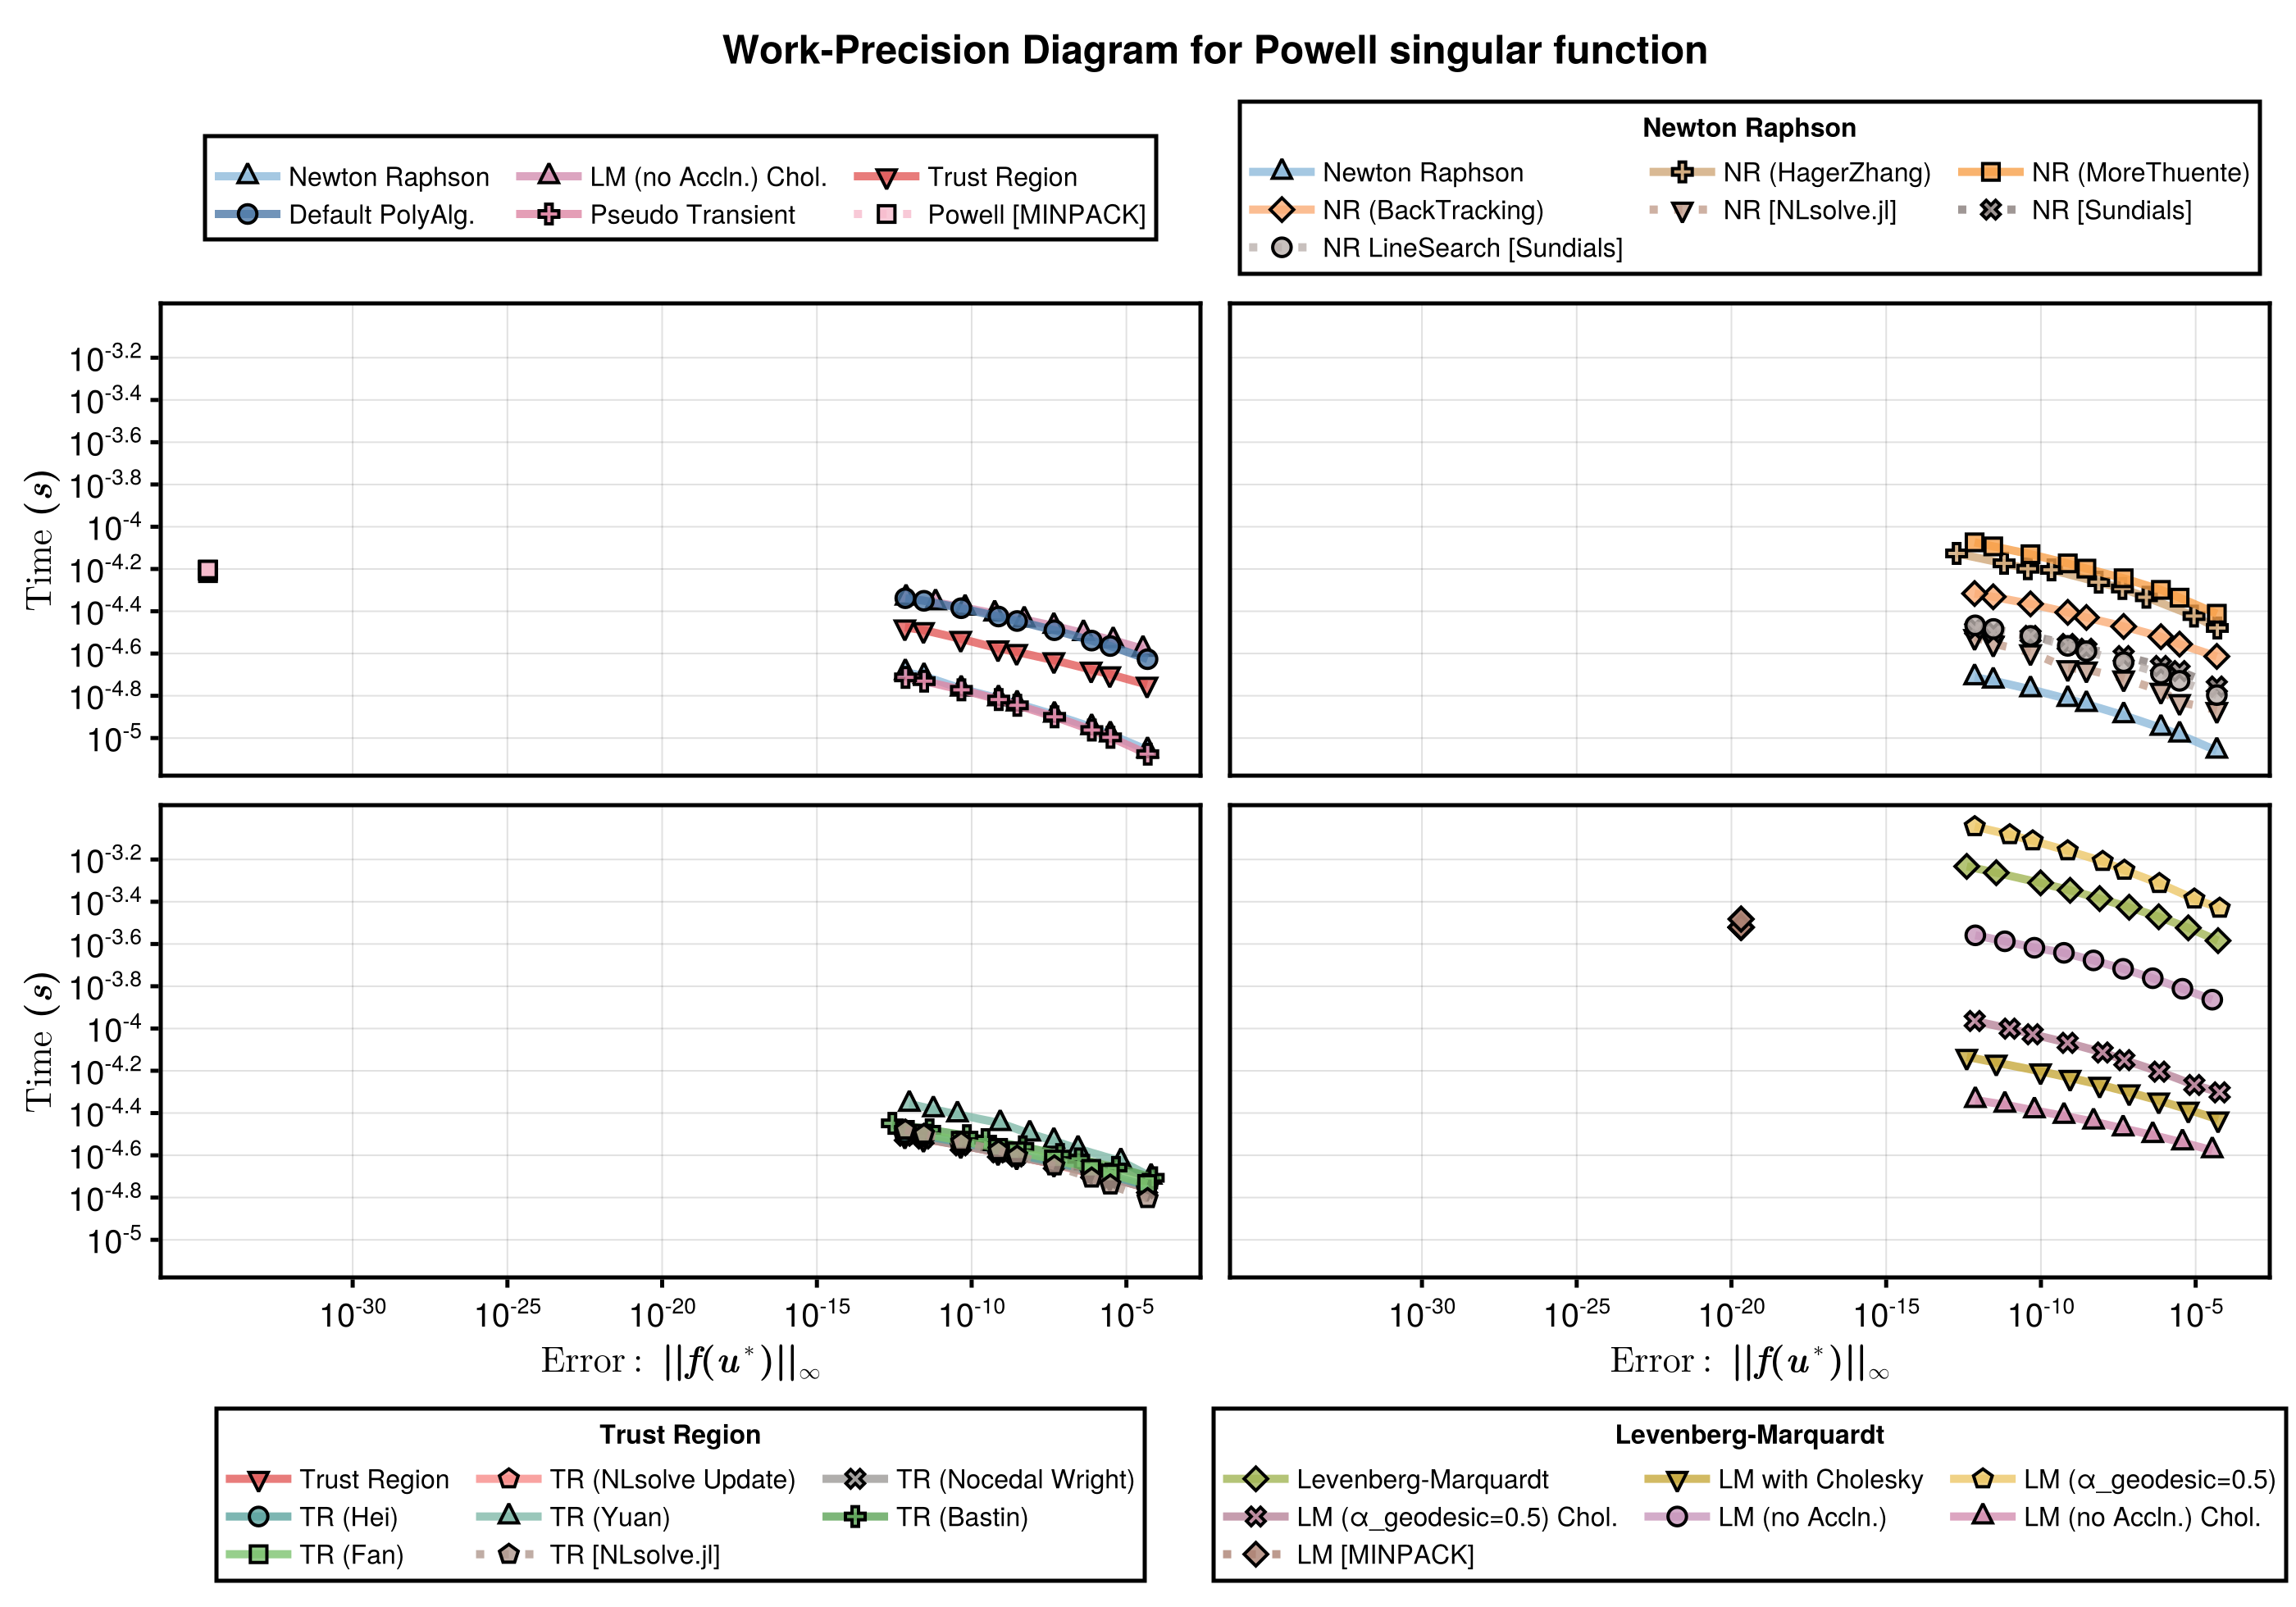 Work-Precision Diagram for Powell singular function
Newton Raphson LM (no Accln.) Chol. Trust Region
Default PolyAlg. Pseudo Transient Powell [MINPACK]
Newton Raphson
Newton Raphson NR (HagerZhang) NR (MoreThuente)
NR (BackTracking) NR [NLsolve.jl] NR [Sundials]
NR LineSearch [Sundials]
Time (s)
10^-3.2
10^-3.4
10^-3.6
10^-3.8
10^-4
10^-4.2
10^-4.4
10^-4.6
10^-4.8
10^-5
Time (s)
10^-3.2
10^-3.4
10^-3.6
10^-3.8
10^-4
10^-4.2
10^-4.4
10^-4.6
10^-4.8
10^-5
10^-30 10^-25 10^-20 10^-15 10^-10 10^-5
10^-30 10^-25 10^-20 10^-15 10^-10 10^-5
Error: ||f(u*)||∞
Error: ||f(u*)||∞
Trust Region
Trust Region TR (NLsolve Update) TR (Nocedal Wright)
TR (Hei) TR (Yuan) TR (Bastin)
TR (Fan) TR [NLsolve.jl]
Levenberg-Marquardt
Levenberg-Marquardt LM with Cholesky LM (α_geodesic=0.5)
LM (α_geodesic=0.5) Chol. LM (no Accln.) LM (no Accln.) Chol.
LM [MINPACK]